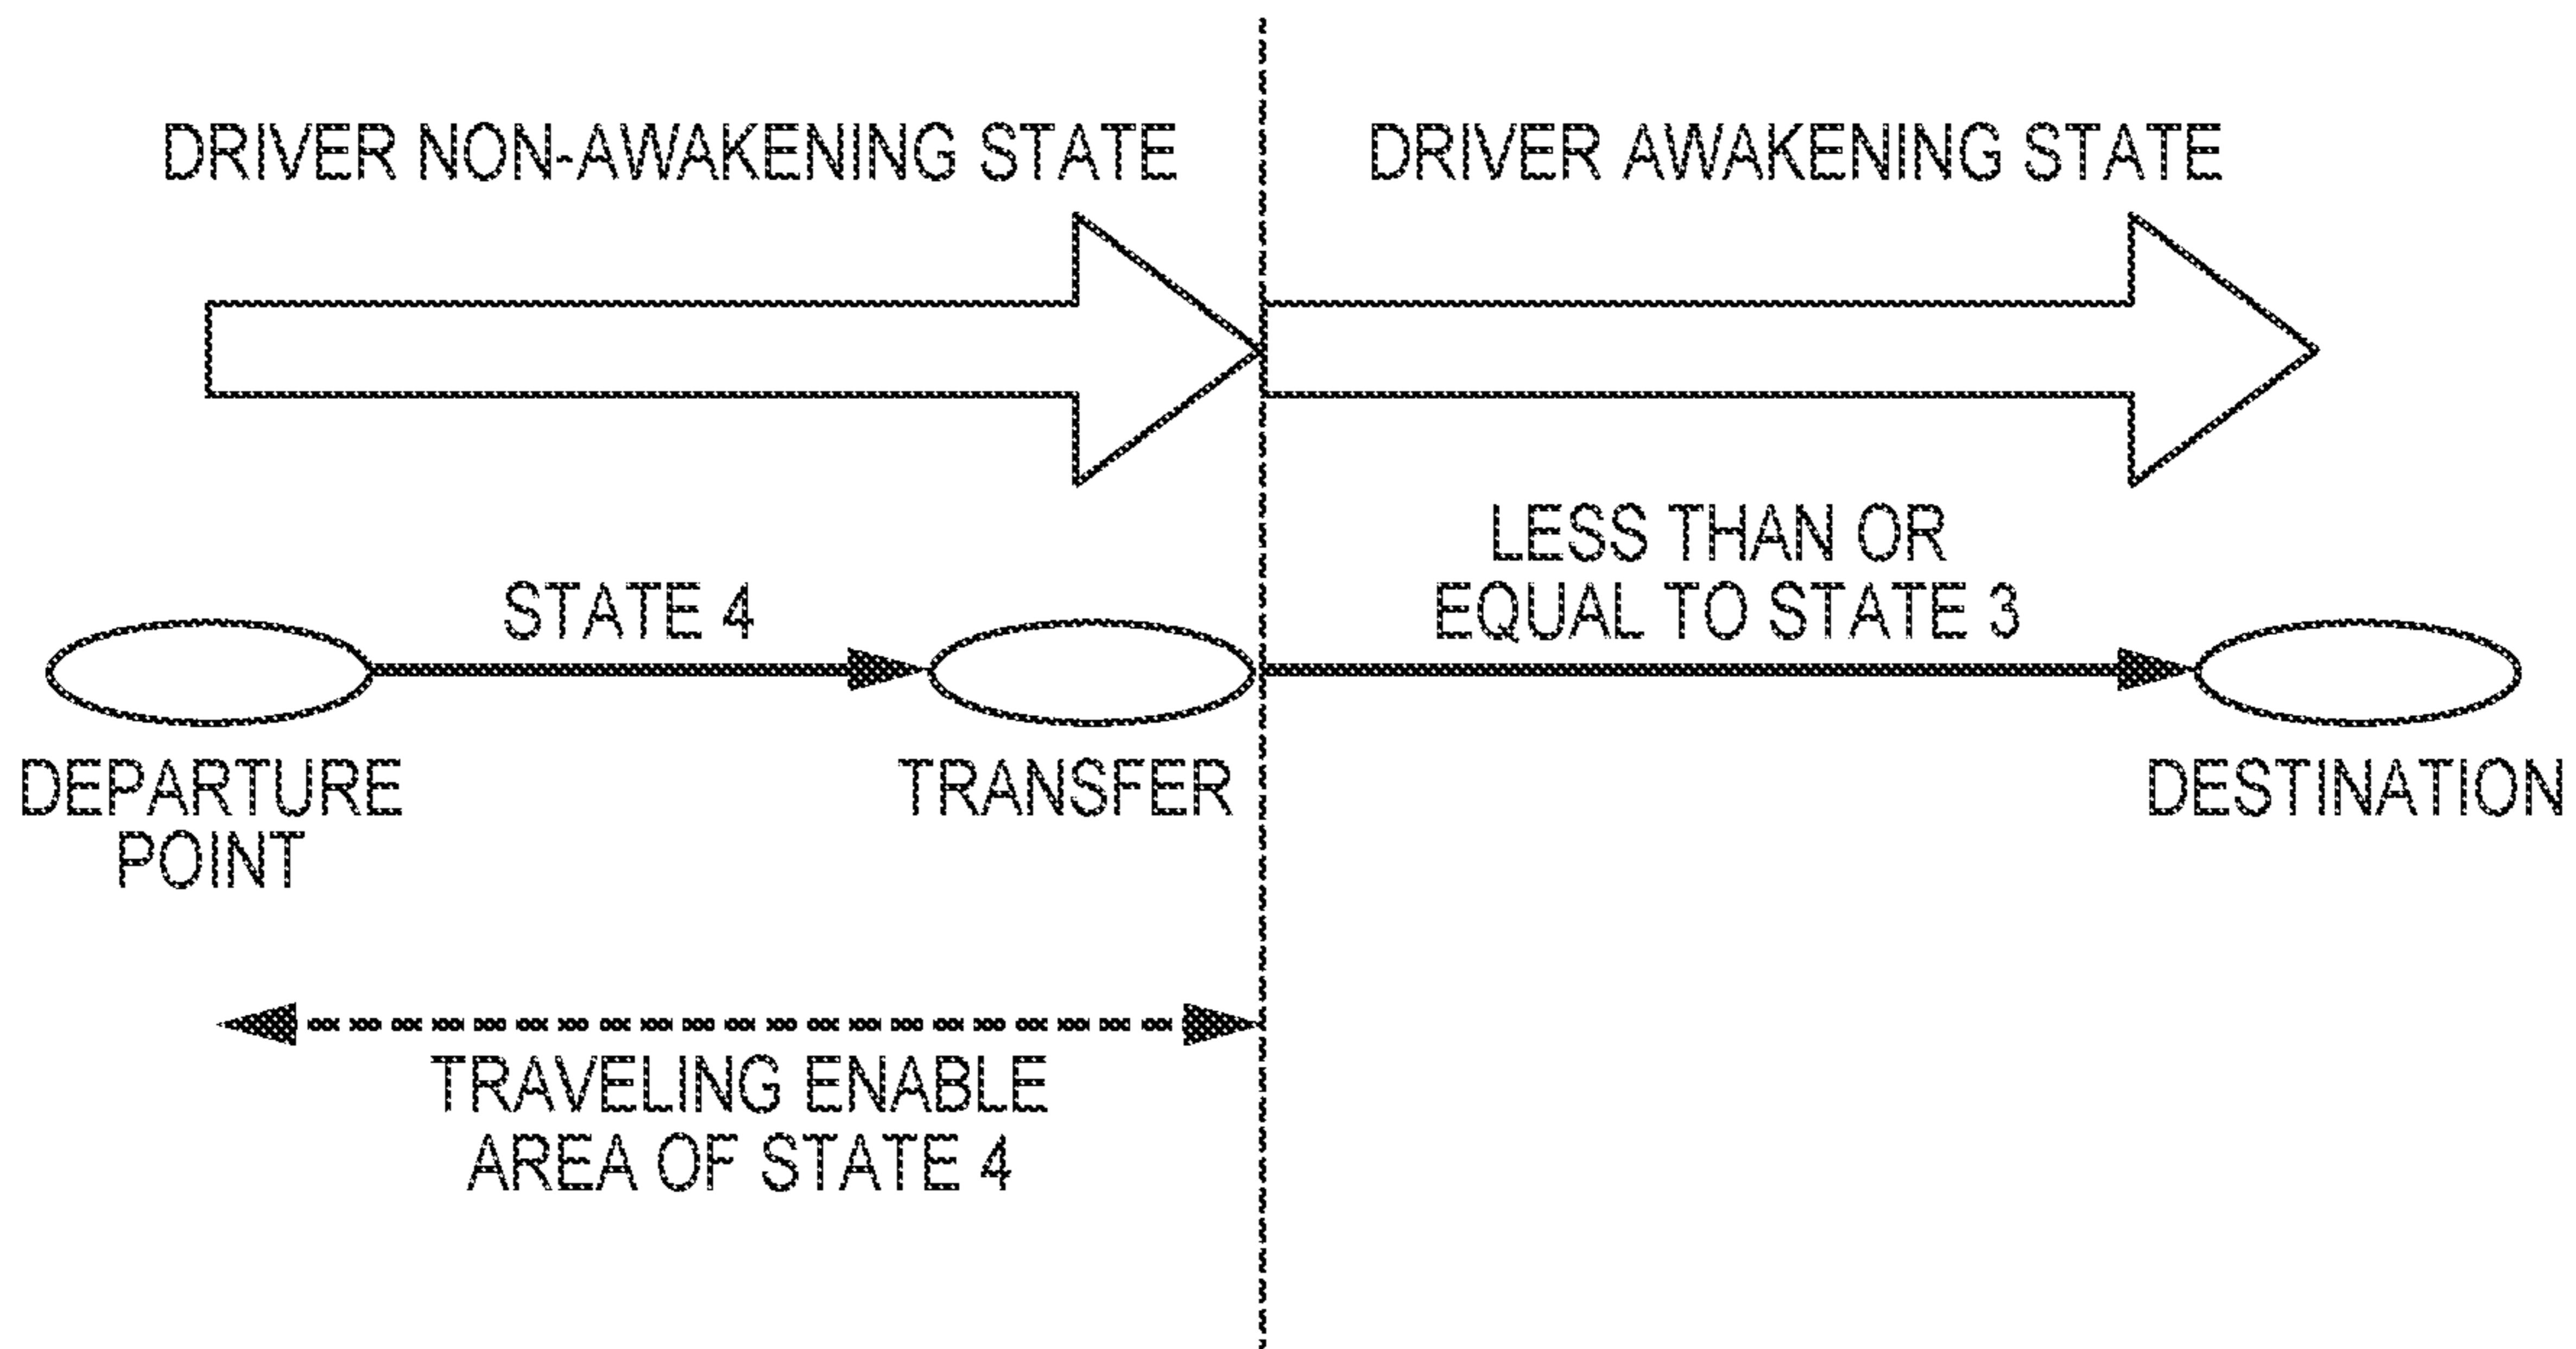 DRIVER NON-AWAKENING STATE
DRIVER AWAKENING STATE
STATE 4
LESS THAN OR
EQUAL TO STATE 3
DEPARTURE
POINT
TRANSFER
DESTINATION
TRAVELING ENABLE
AREA OF STATE 4